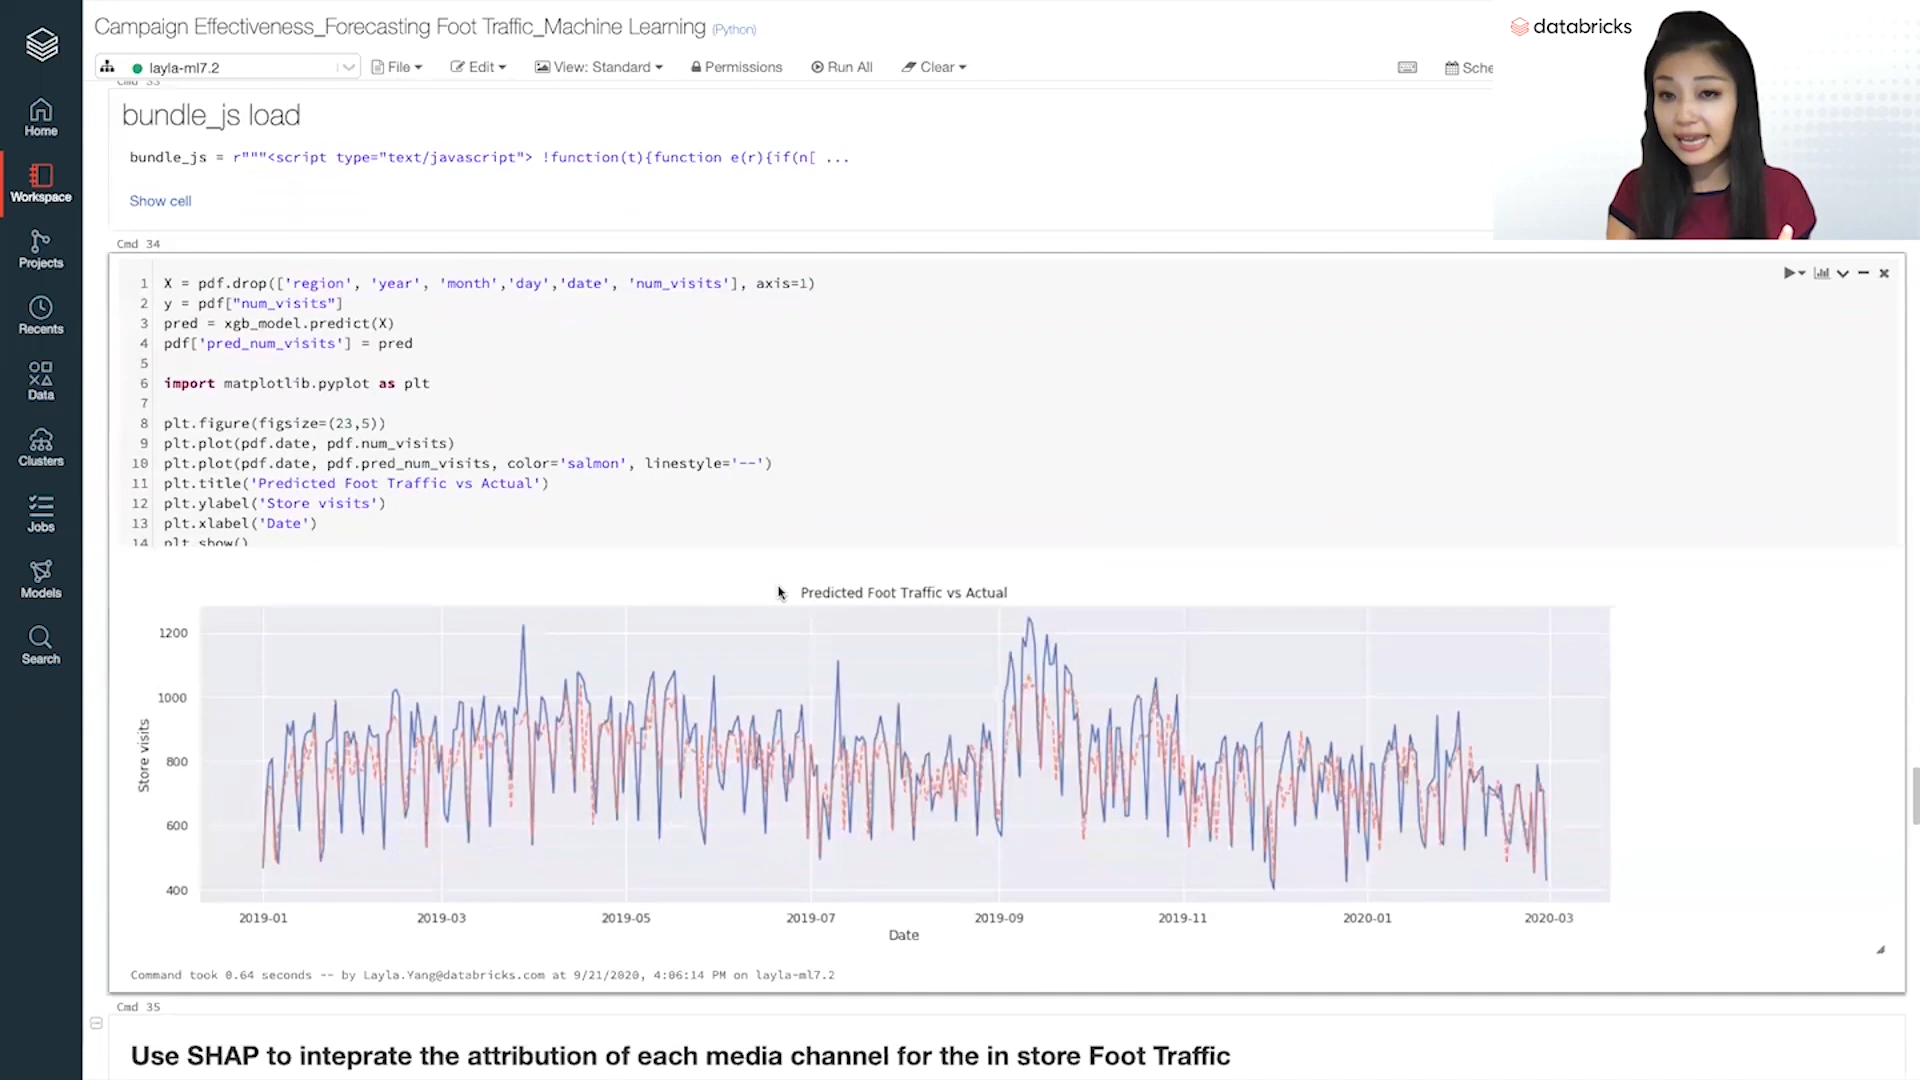 Campaign Effectiveness_Forecasting Foot Traffic_Machine Learning (Python)
databricks
layla-ml7.2 File Edit View: Standard Permissions Run All Clear Sche
Cmd 33
bundle_js load
bundle_js = r"""<script type="text/javascript"> !function(t){function e(r){if(n[ ...
Show cell
Home
Workspace
Projects
Recents
Data
Clusters
Jobs
Models
Search
Cmd 34
1 X = pdf.drop(['region', 'year', 'month','day','date', 'num_visits'], axis=1)
2 y = pdf["num_visits"]
3 pred = xgb_model.predict(X)
4 pdf['pred_num_visits'] = pred
5
6 import matplotlib.pyplot as plt
7
8 plt.figure(figsize=(23,5))
9 plt.plot(pdf.date, pdf.num_visits)
10 plt.plot(pdf.date, pdf.pred_num_visits, color='salmon', linestyle='--')
11 plt.title('Predicted Foot Traffic vs Actual')
12 plt.ylabel('Store visits')
13 plt.xlabel('Date')
14 plt.show()
Predicted Foot Traffic vs Actual
Store visits
1200
1000
800
600
400
2019-01 2019-03 2019-05 2019-07 2019-09 2019-11 2020-01 2020-03
Date
Command took 0.64 seconds -- by Layla.Yang@databricks.com at 9/21/2020, 4:06:14 PM on layla-ml7.2
Cmd 35
Use SHAP to inteprate the attribution of each media channel for the in store Foot Traffic